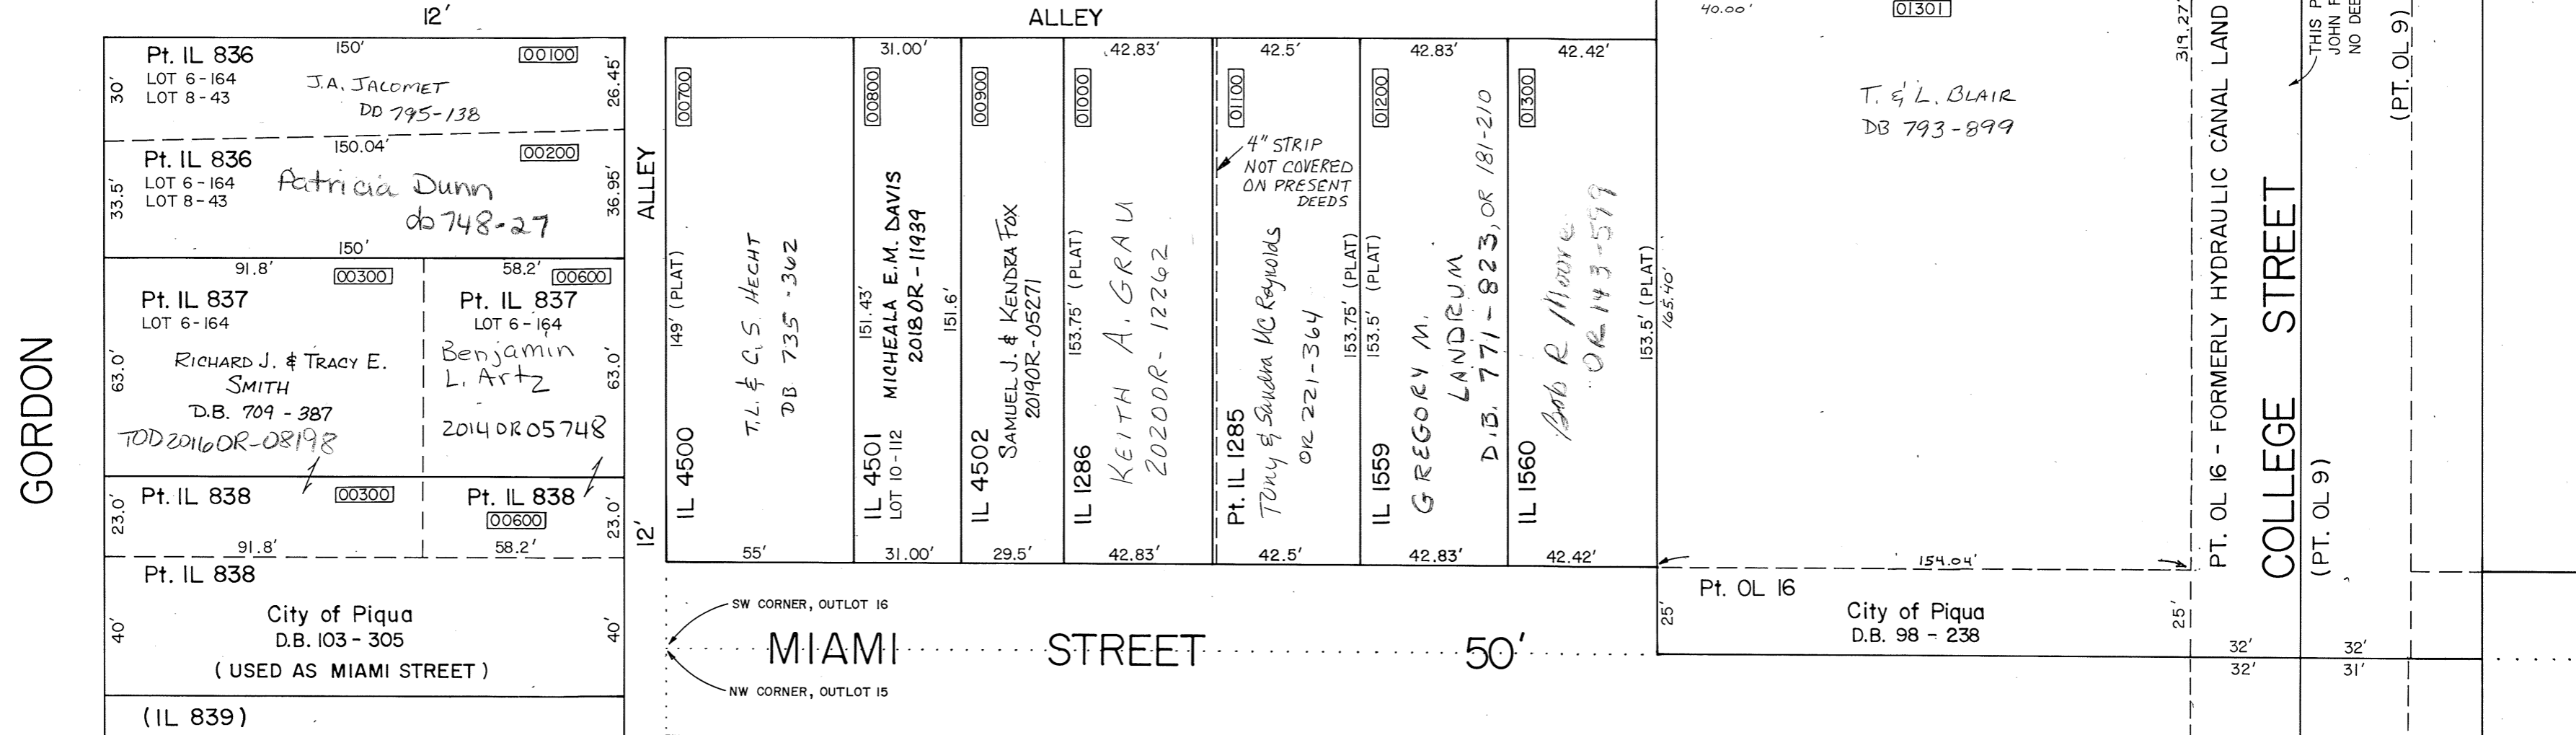 12'
ALLEY
40.00'
01301
319.27'
Pt. IL 836
150'
00100
LOT 6-164
LOT 8-43
30'
26.45'
J.A. JACOMET
DD 795-138
Pt. IL 836
150.04'
00200
LOT 6-164
LOT 8-43
33.5'
36.95'
Patricia Dunn
db 748-27
150'
91.8'
00300
58.2'
00600
Pt. IL 837
LOT 6-164
63.0'
RICHARD J. & TRACY E.
SMITH
D.B. 709-387
TOD2016OR-08198
Pt. IL 837
LOT 6-164
Benjamin
L. Artz
2014OR05748
63.0'
Pt. IL 838
00300
23.0'
91.8'
Pt. IL 838
00600
23.0'
58.2'
Pt. IL 838
40'
City of Piqua
D.B. 103-305
(USED AS MIAMI STREET)
40'
(IL 839)
GORDON
ALLEY
12'
00700
149' (PLAT)
IL 4500
T.L. & C.S. HECHT
DB 735-362
55'
31.00'
00800
151.43'
IL 4501
LOT 10-112
MICHEALA E.M. DAVIS
2018OR-11939
31.00'
00900
151.6'
IL 4502
SAMUEL J. & KENDRA FOX
2019OR-05271
29.5'
42.83'
01000
153.75' (PLAT)
IL 1286
KEITH A. GRAU
2020OR-12262
42.83'
42.5'
01100
4" STRIP
NOT COVERED
ON PRESENT
DEEDS
Pt. IL 1285
Tony & Sandra McReynolds
OR 221-364
153.75' (PLAT)
42.5'
42.83'
01200
153.5' (PLAT)
IL 1559
GREGORY M.
LANDRUM
D.B. 771-823, OR 181-210
42.83'
42.42'
01300
IL 1560
Bob R Moore
OR 143-599
153.5' (PLAT)
165.40'
42.42'
T. & L. BLAIR
DB 793-899
154.04'
Pt. OL 16
25'
City of Piqua
D.B. 98-238
25'
SW CORNER, OUTLOT 16
MIAMI STREET 50'
NW CORNER, OUTLOT 15
PT. OL 16 - FORMERLY HYDRAULIC CANAL LAND
COLLEGE STREET
THIS P
JOHN F
NO DEE
(PT. OL 9)
(PT. OL 9)
32'
32'
32'
31'